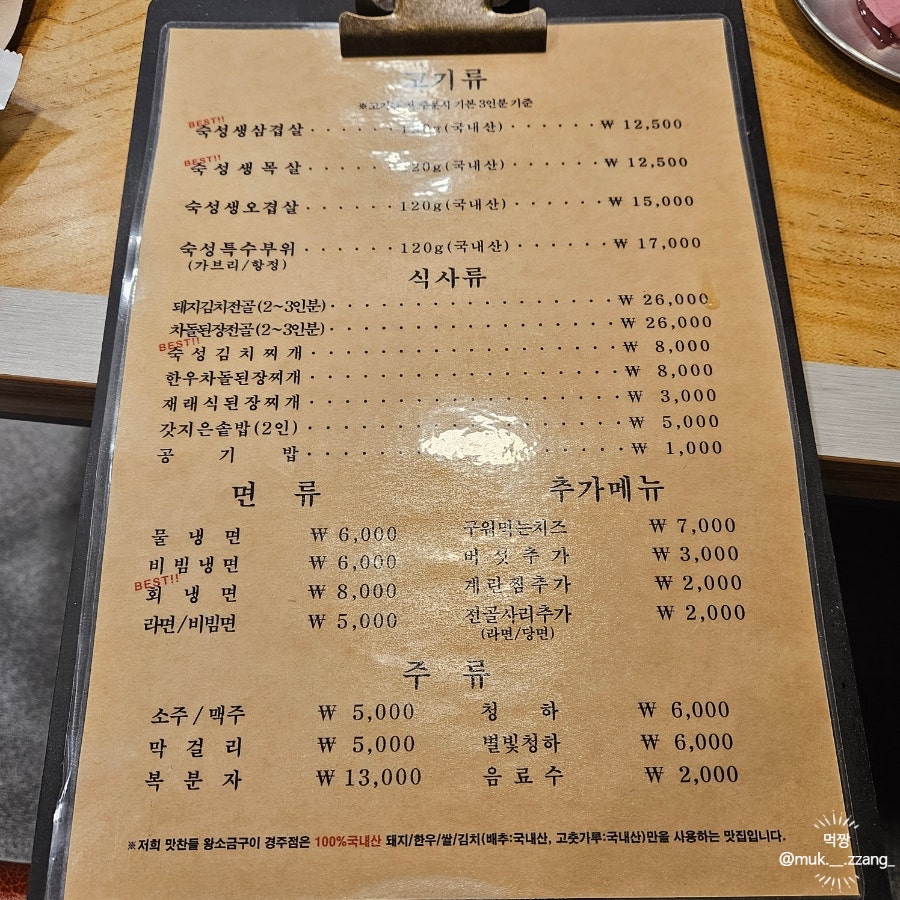 고기류
※고기 주문시 기본 3인분 기준
BEST!!
숙성생삼겹살 120g(국내산) ₩ 12,500
BEST!!
숙성생목살 120g(국내산) ₩ 12,500
숙성생오겹살 120g(국내산) ₩ 15,000
숙성특수부위 120g(국내산) ₩ 17,000
(가브리/항정)
식사류
돼지김치전골(2~3인분) ₩ 26,000
차돌된장전골(2~3인분) ₩ 26,000
BEST!!
숙성김치찌개 ₩ 8,000
한우차돌된장찌개 ₩ 8,000
재래식된장찌개 ₩ 3,000
갓지은솥밥(2인) ₩ 5,000
공기밥 ₩ 1,000
면류
물냉면 ₩ 6,000
비빔냉면 ₩ 6,000
BEST!!
회냉면 ₩ 8,000
라면/비빔면 ₩ 5,000
추가메뉴
구워먹는치즈 ₩ 7,000
버섯추가 ₩ 3,000
계란찜추가 ₩ 2,000
전골사리추가 ₩ 2,000
(라면/당면)
주류
소주/맥주 ₩ 5,000
막걸리 ₩ 5,000
복분자 ₩ 13,000
청하 ₩ 6,000
별빛청하 ₩ 6,000
음료수 ₩ 2,000
※저희 맛찬들 왕소금구이 경주점은 100%국내산 돼지/한우/쌀/김치(배추:국내산, 고춧가루:국내산)만을 사용하는 맛집입니다.
먹짱
@muk.__.zzang_